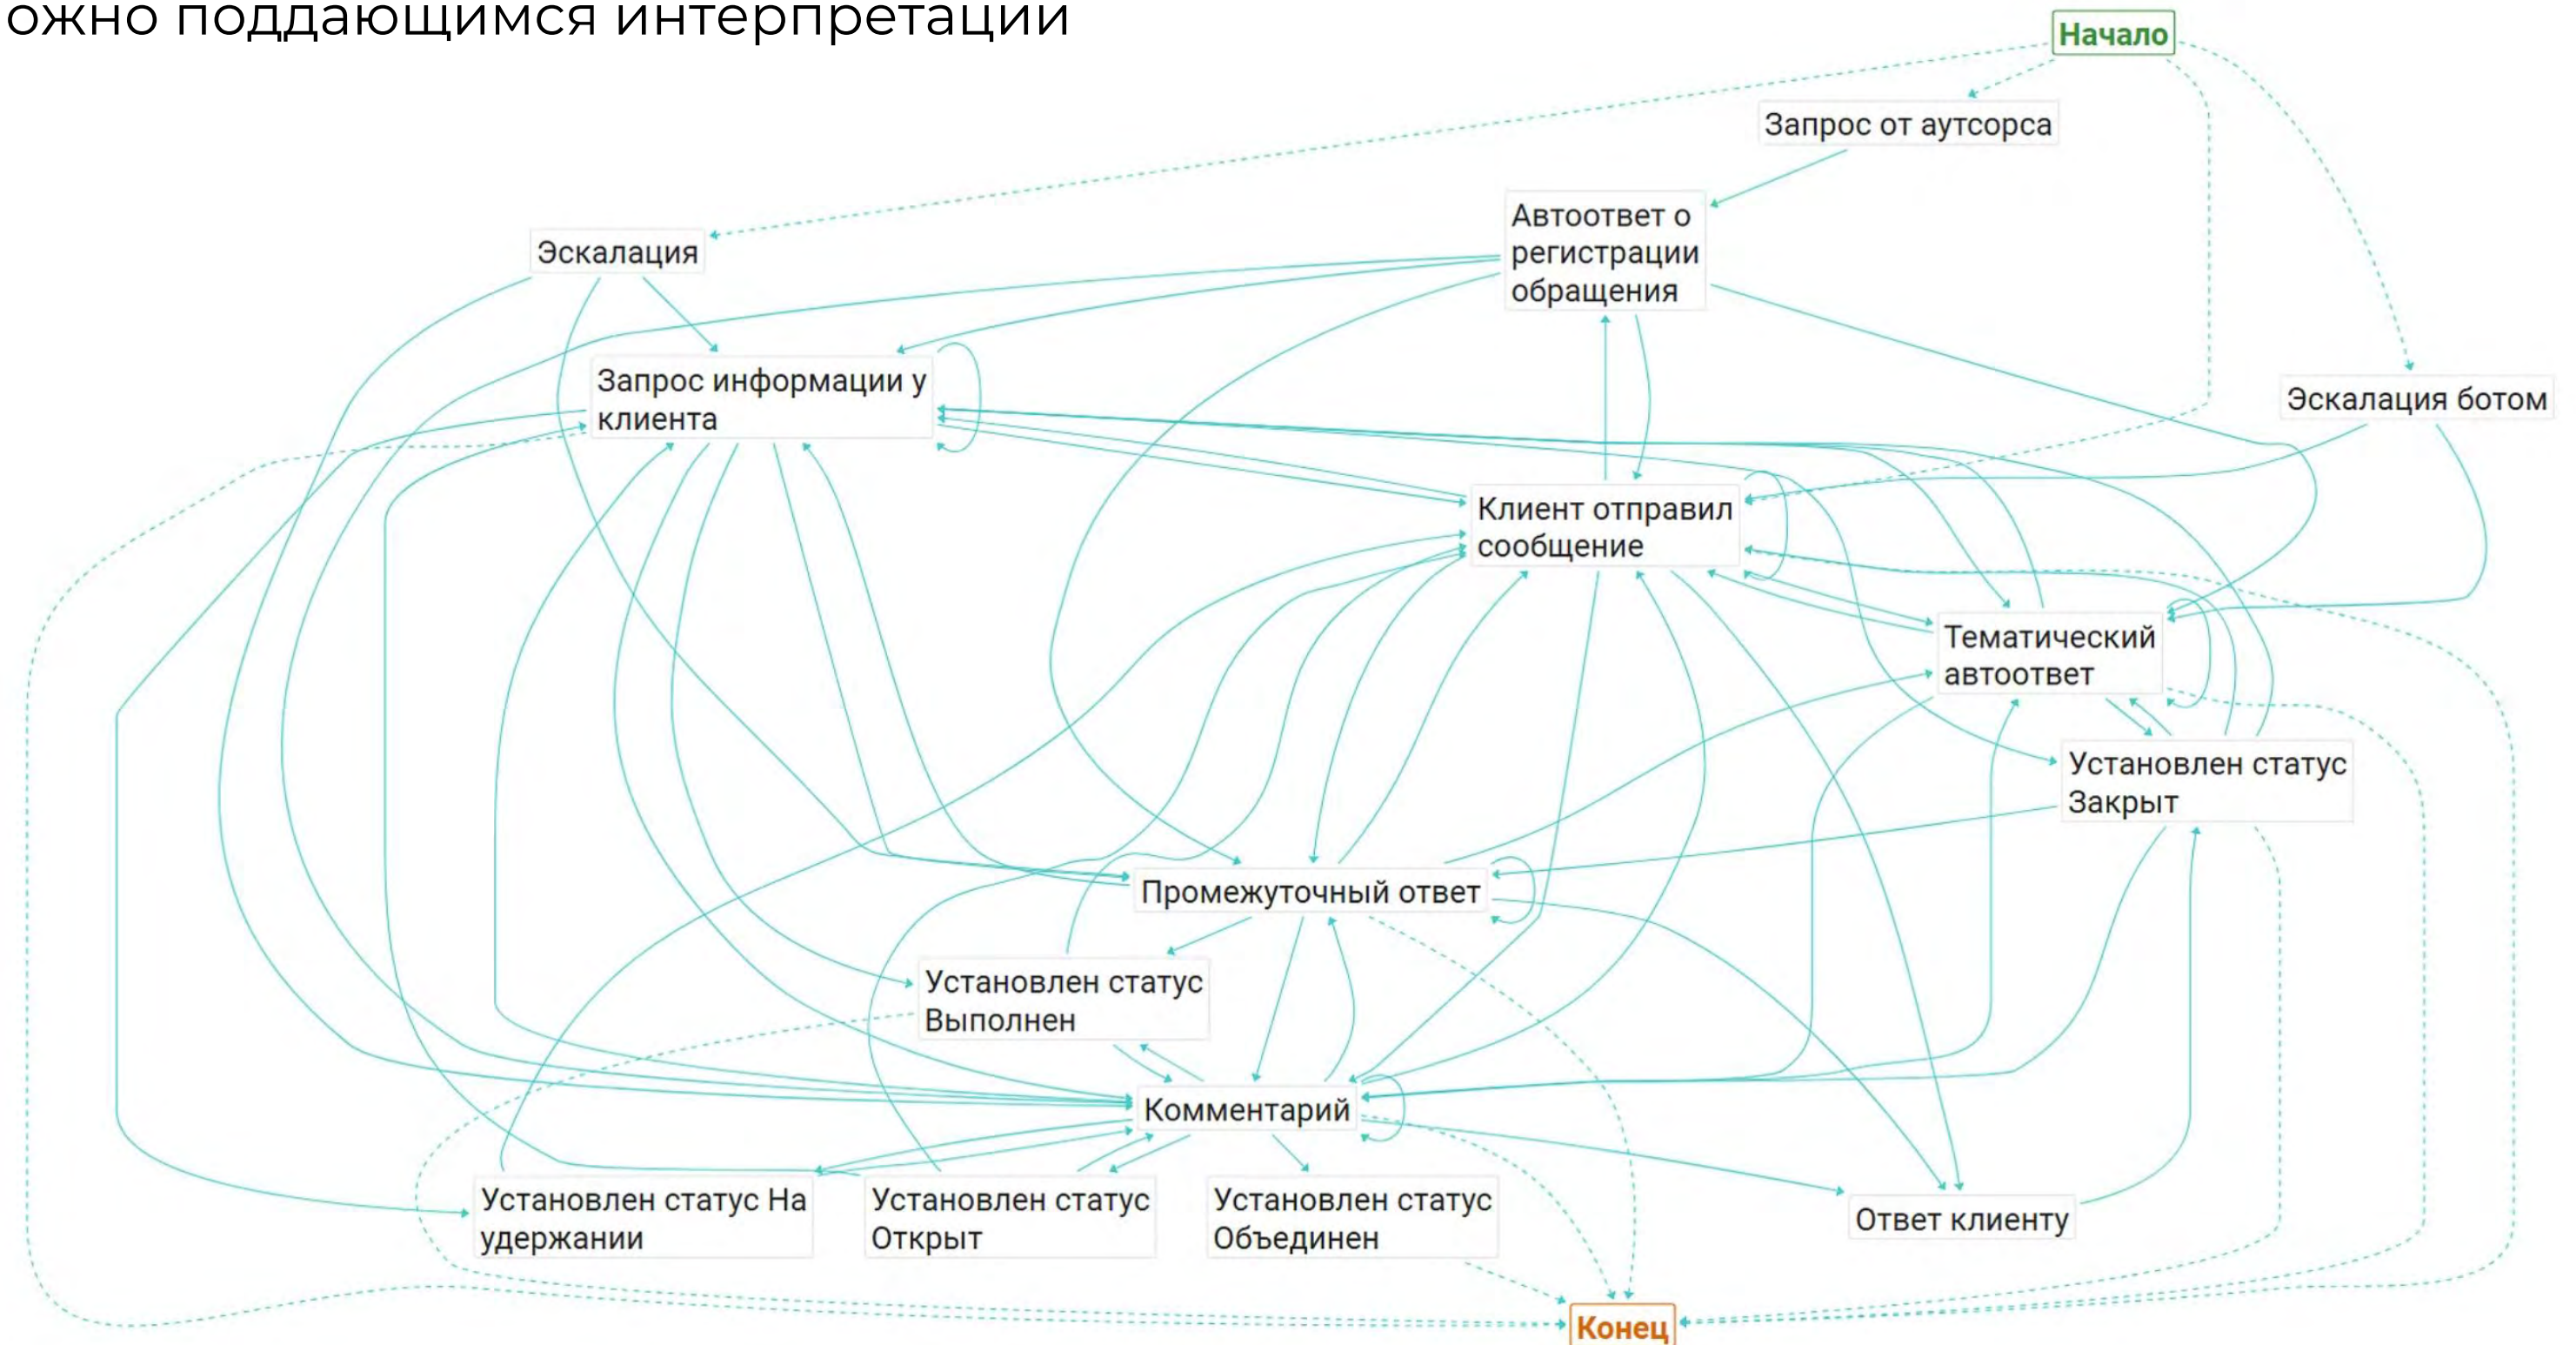 ожно поддающимся интерпретации
Начало
Запрос от аутсорса
Автоответ о
регистрации
обращения
Эскалация
Запрос информации у
клиента
Эскалация ботом
Клиент отправил
сообщение
Тематический
автоответ
Установлен статус
Закрыт
Промежуточный ответ
Установлен статус
Выполнен
Комментарий
Установлен статус На
удержании
Установлен статус
Открыт
Установлен статус
Объединен
Ответ клиенту
Конец